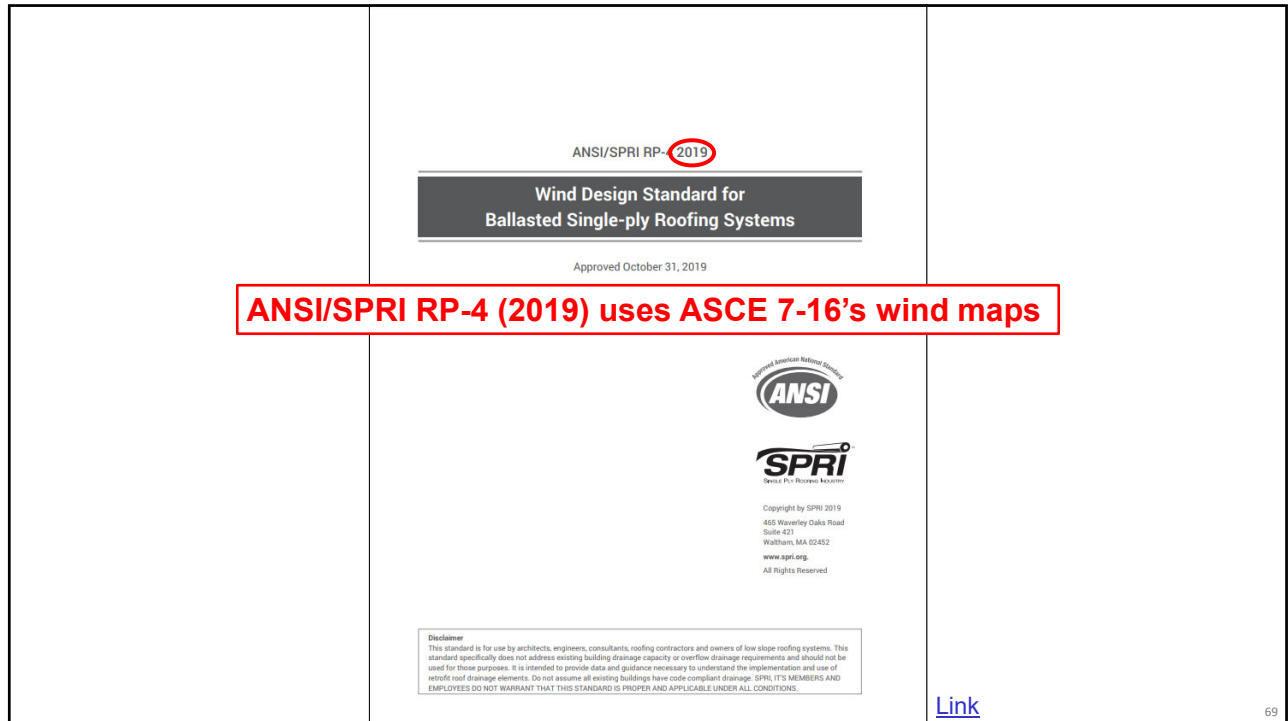 ANSI/SPRI RP-4 2019
Wind Design Standard for
Ballasted Single-ply Roofing Systems
Approved October 31, 2019
ANSI/SPRI RP-4 (2019) uses ASCE 7-16’s wind maps
Approved American National Standard
ANSI
SPRI
Single Ply Roofing Industry
Copyright by SPRI 2019
465 Waverley Oaks Road
Suite 421
Waltham, MA 02452
www.spri.org.
All Rights Reserved
Disclaimer
This standard is for use by architects, engineers, consultants, roofing contractors and owners of low slope roofing systems. This
standard specifically does not address existing building drainage capacity or overflow drainage requirements and should not be
used for those purposes. It is intended to provide data and guidance necessary to understand the implementation and use of
retrofit roof drainage elements. Do not assume all existing buildings have code compliant drainage. SPRI, IT'S MEMBERS AND
EMPLOYEES DO NOT WARRANT THAT THIS STANDARD IS PROPER AND APPLICABLE UNDER ALL CONDITIONS.
Link
69